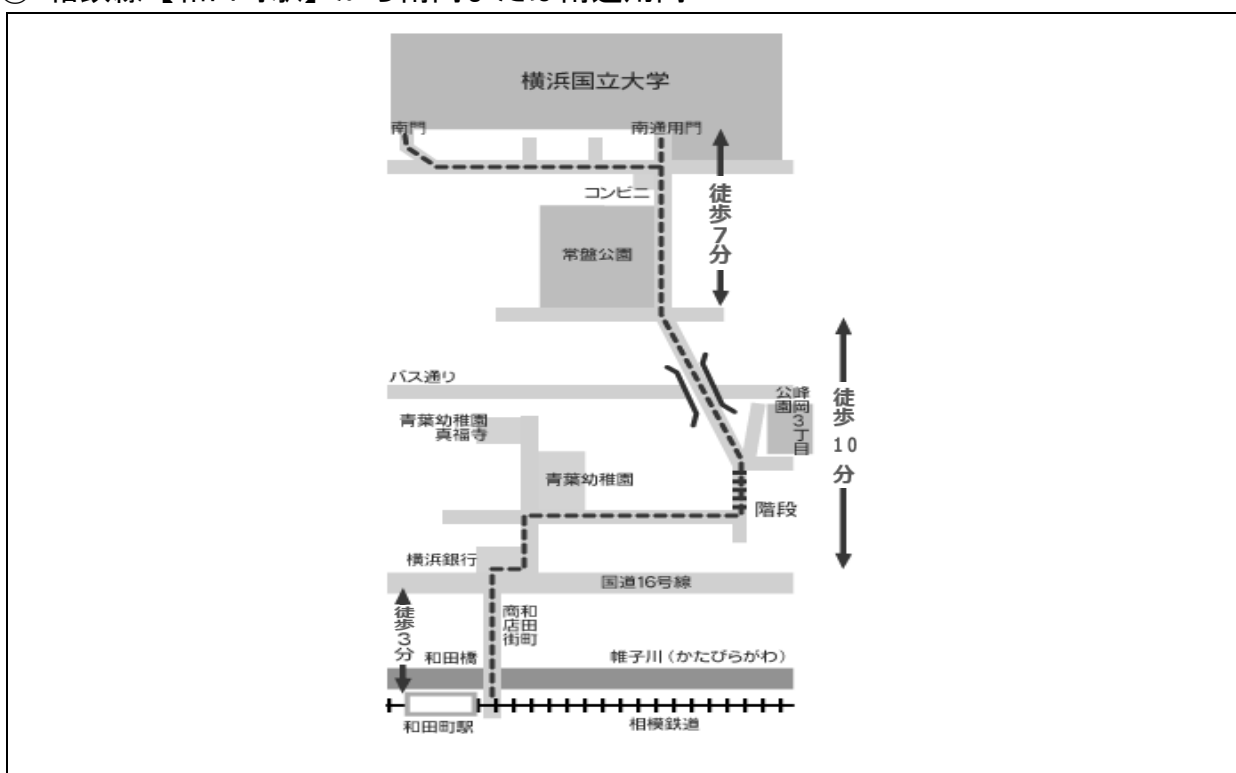 横浜国立大学
南門
南通用門
コンビニ
徒歩7分
常盤公園
バス通り
峰岡3丁目
公園
徒歩10分
青葉幼稚園
真福寺
青葉幼稚園
階段
横浜銀行
国道16号線
徒歩3分
和田町
商店街
和田橋
帷子川(かたびらがわ)
和田町駅
相模鉄道